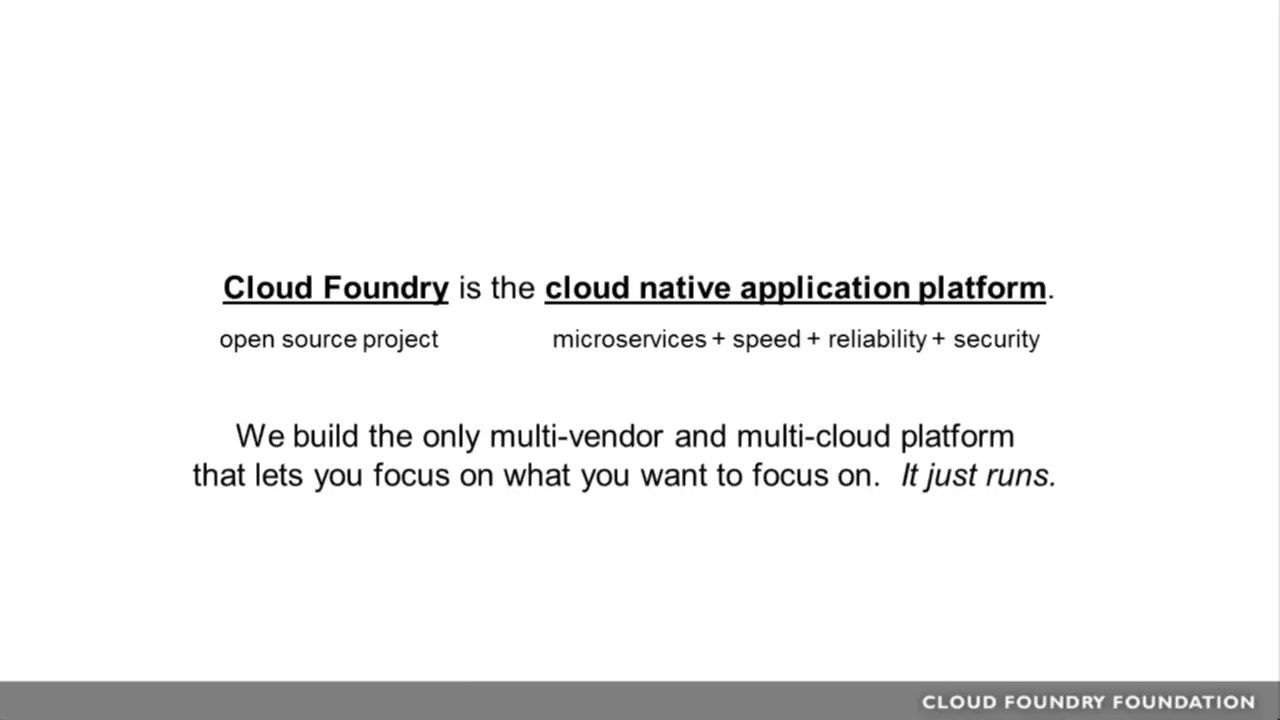 Cloud Foundry is the cloud native application platform.
open source project microservices + speed + reliability + security
We build the only multi-vendor and multi-cloud platform
that lets you focus on what you want to focus on. It just runs.
CLOUD FOUNDRY FOUNDATION